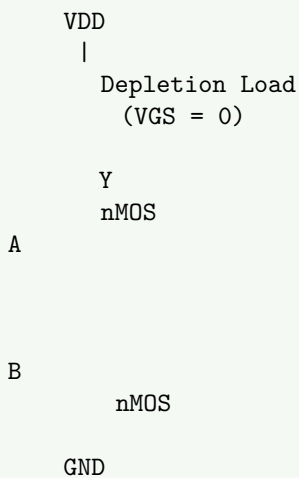 VDD
|
Depletion Load
(VGS = 0)
Y
nMOS
A
B
nMOS
GND